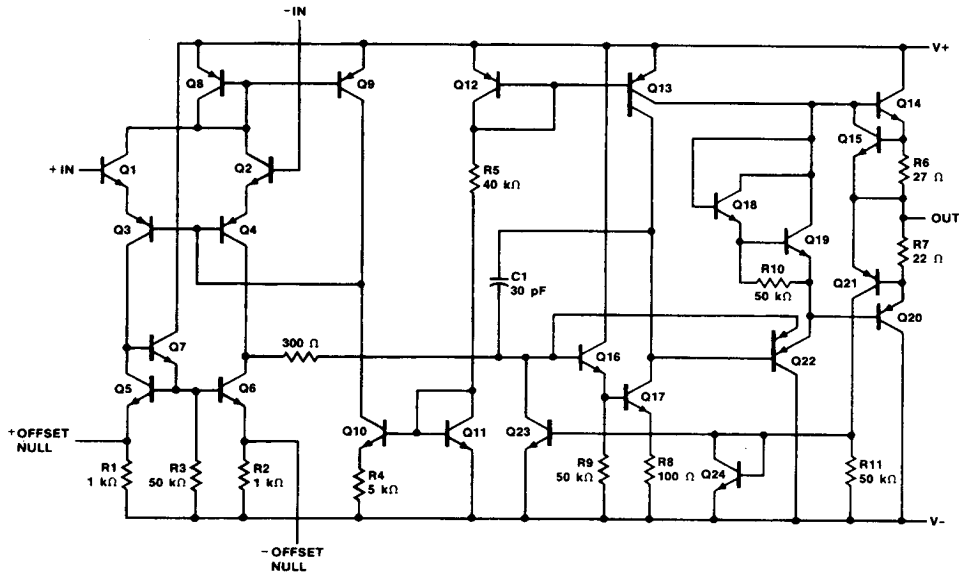 −IN
V+
Q8
Q9
Q12
Q13
Q14
Q15
+IN
Q1
Q2
R5
40 kΩ
R6
27 Ω
Q18
OUT
Q3
Q4
Q19
R7
22 Ω
C1
30 pF
R10
50 kΩ
Q21
Q20
300 Ω
Q7
Q16
Q22
Q5
Q6
Q17
+OFFSET
NULL
Q10
Q11
Q23
Q24
R1
1 kΩ
R3
50 kΩ
R2
1 kΩ
R4
5 kΩ
R9
50 kΩ
R8
100 Ω
R11
50 kΩ
V−
−OFFSET
NULL